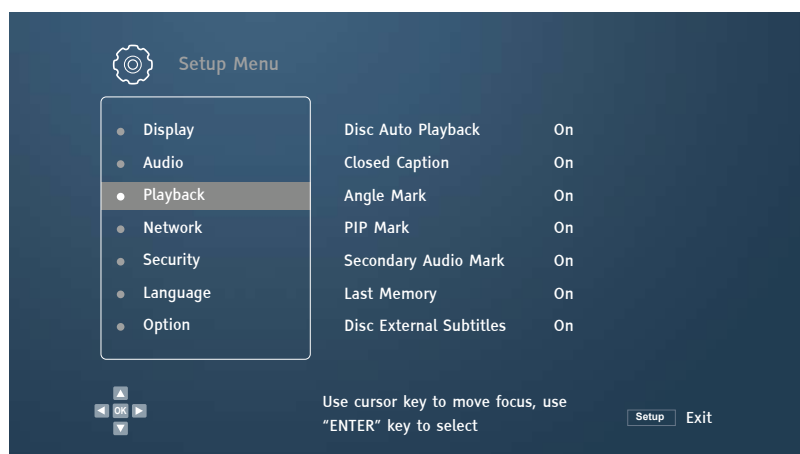 Setup Menu
Display
Audio
Playback
Network
Security
Language
Option
Disc Auto Playback On
Closed Caption On
Angle Mark On
PIP Mark On
Secondary Audio Mark On
Last Memory On
Disc External Subtitles On
OK
Use cursor key to move focus, use
“ENTER” key to select
Setup Exit